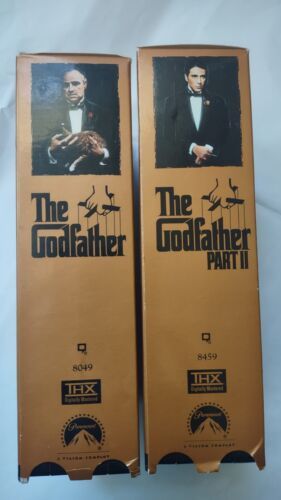 The
Godfather
8049
THX
Digitally Mastered
Paramount
A VIACOM COMPANY
The
Godfather
PART II
8459
THX
Digitally Mastered
Paramount
A VIACOM COMPANY